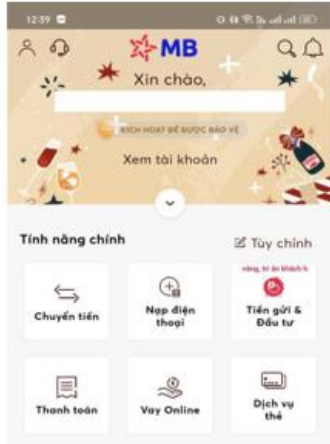 12:59
MB
Xin chào,
KÍCH HOẠT ĐỂ ĐƯỢC BẢO VỆ
Xem tài khoản
Tính năng chính
Tùy chỉnh
Chuyển tiền
Nạp điện
thoại
Tiền gửi &
Đầu tư
Thanh toán
Vay Online
Dịch vụ
thẻ